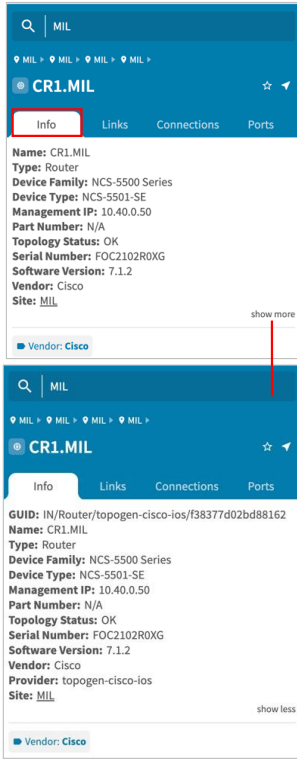 MIL
MIL MIL MIL MIL
CR1.MIL
Info Links Connections Ports
Name: CR1.MIL
Type: Router
Device Family: NCS-5500 Series
Device Type: NCS-5501-SE
Management IP: 10.40.0.50
Part Number: N/A
Topology Status: OK
Serial Number: FOC2102R0XG
Software Version: 7.1.2
Vendor: Cisco
Site: MIL
show more
Vendor: Cisco
MIL
MIL MIL MIL MIL
CR1.MIL
Info Links Connections Ports
GUID: IN/Router/topogen-cisco-ios/f38377d02bd88162
Name: CR1.MIL
Type: Router
Device Family: NCS-5500 Series
Device Type: NCS-5501-SE
Management IP: 10.40.0.50
Part Number: N/A
Topology Status: OK
Serial Number: FOC2102R0XG
Software Version: 7.1.2
Vendor: Cisco
Provider: topogen-cisco-ios
Site: MIL
show less
Vendor: Cisco